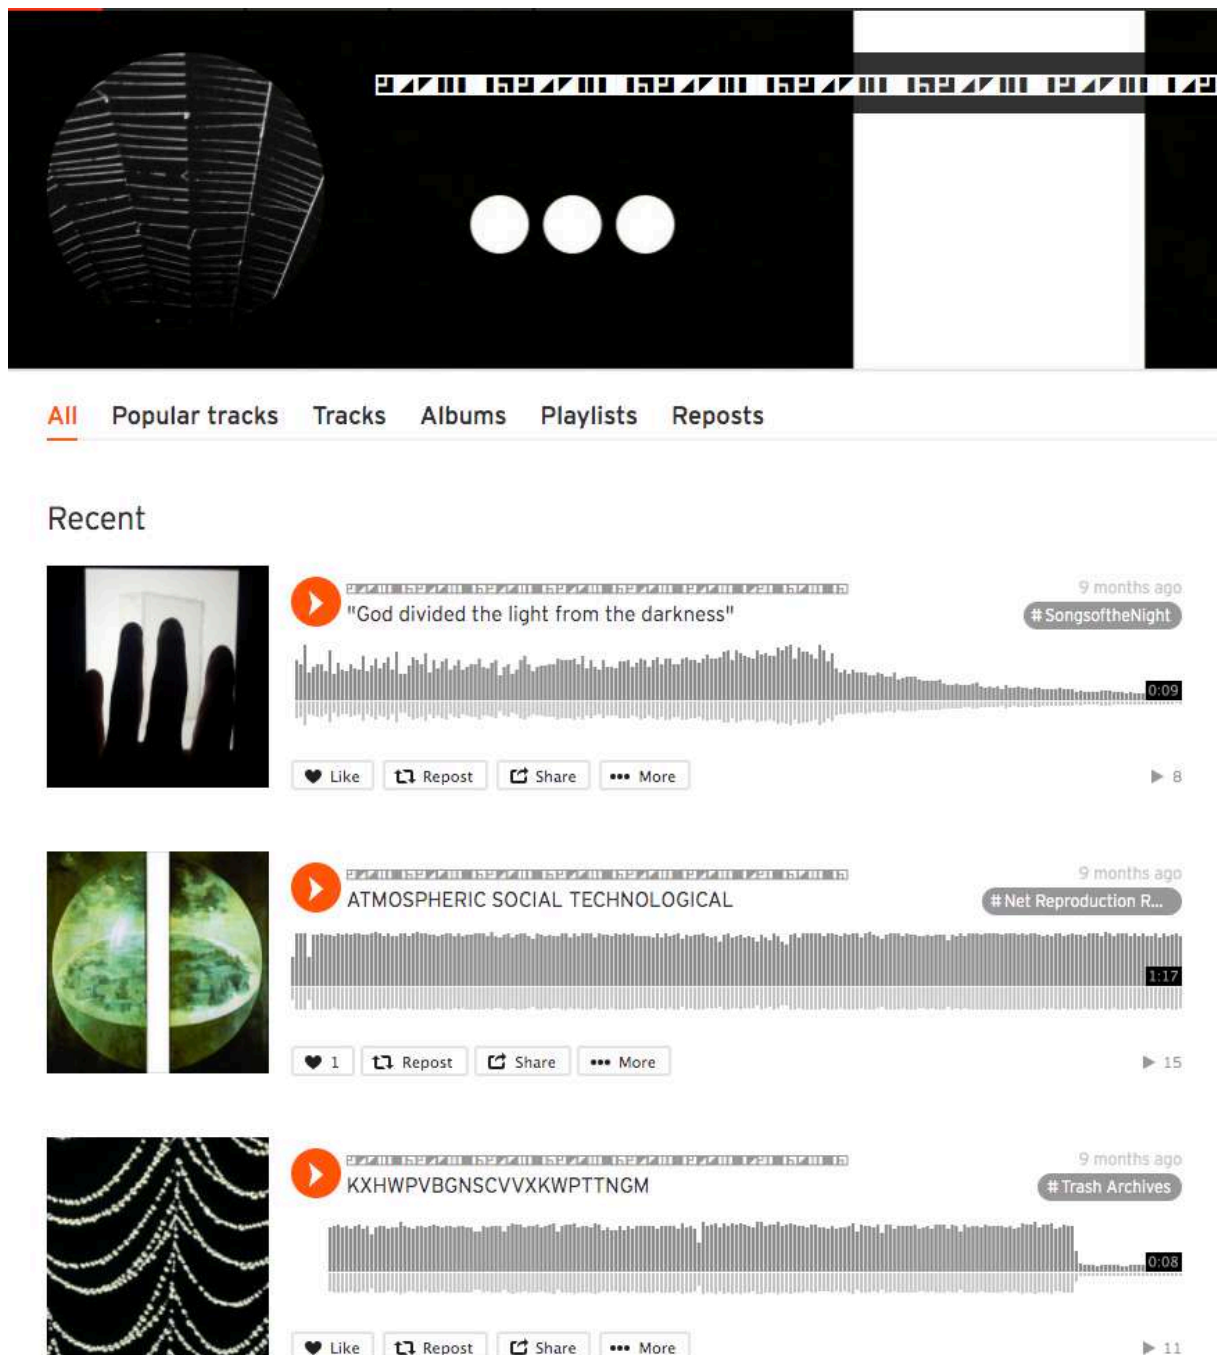 All Popular tracks Tracks Albums Playlists Reposts
Recent
9 months ago
"God divided the light from the darkness"
# SongsoftheNight
0:09
Like Repost Share More
8
9 months ago
ATMOSPHERIC SOCIAL TECHNOLOGICAL
# Net Reproduction R...
1:17
1 Repost Share More
15
9 months ago
KXHWPVBGNSCVVXKWPTTNGM
# Trash Archives
0:08
Like Repost Share More
11